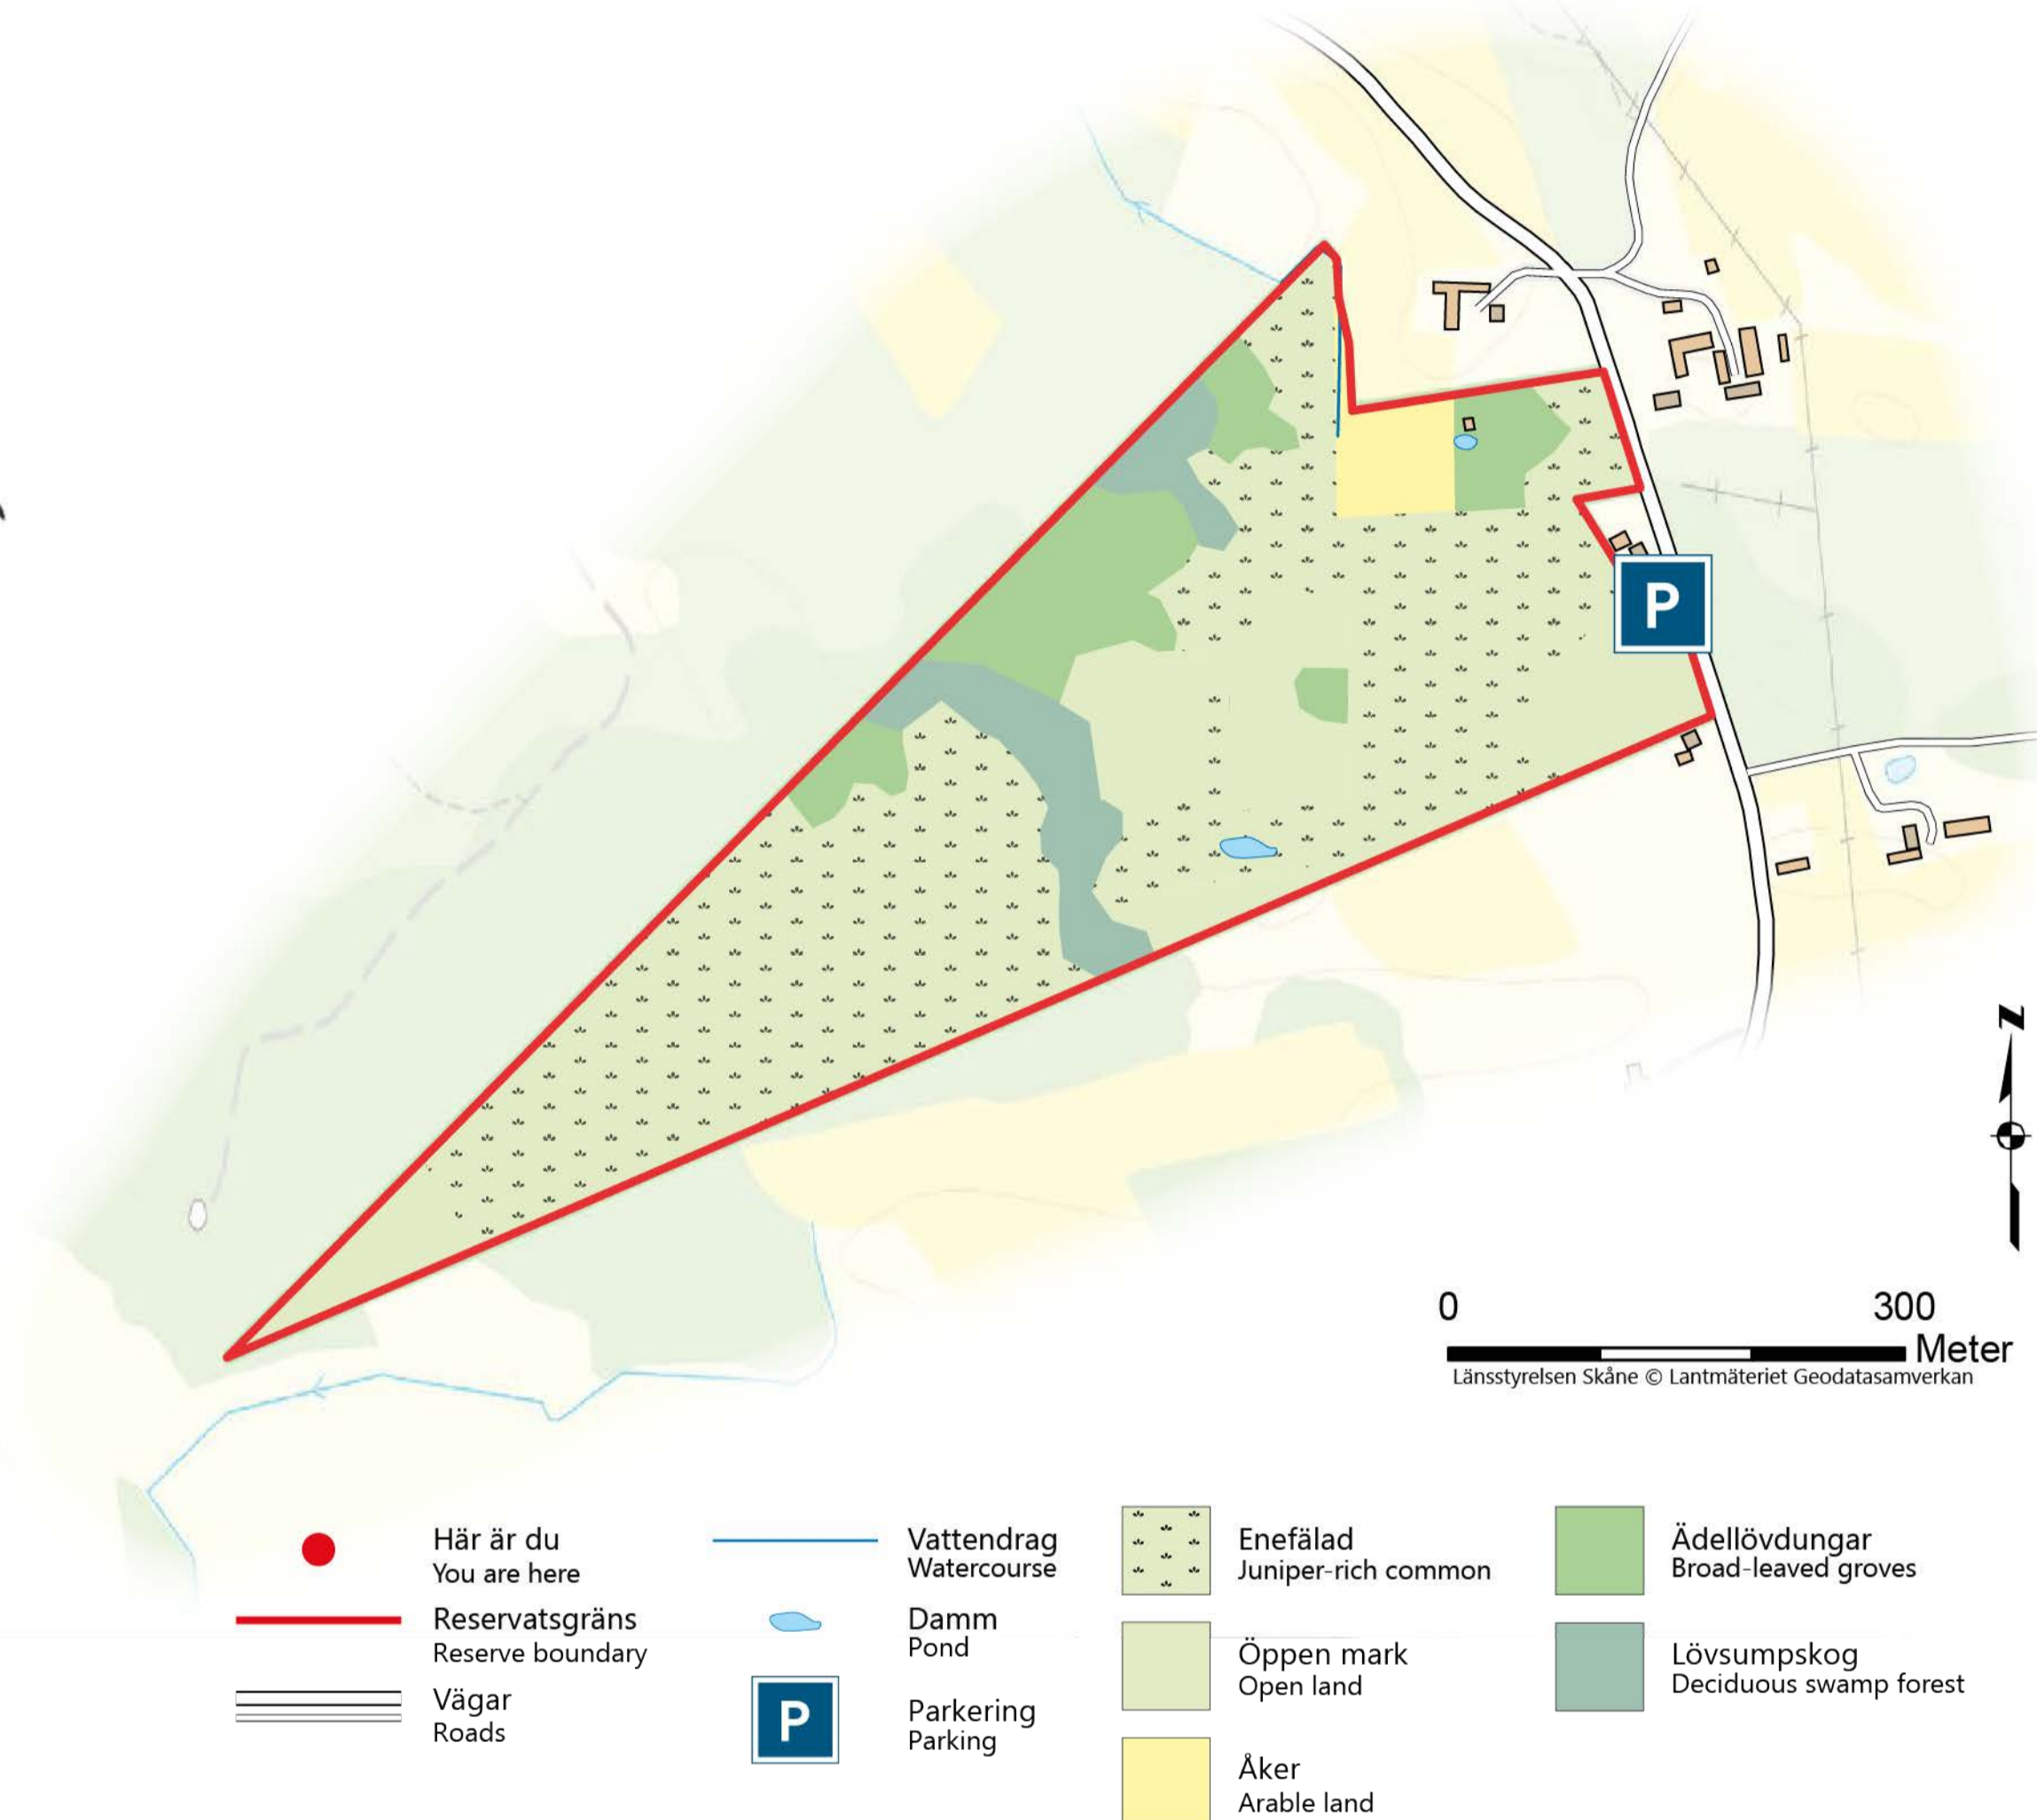 P
N
0 300
Meter
Länsstyrelsen Skåne © Lantmäteriet Geodatasamverkan
Här är du
You are here
Reservatsgräns
Reserve boundary
Vägar
Roads
Vattendrag
Watercourse
Damm
Pond
P
Parkering
Parking
Enefälad
Juniper-rich common
Öppen mark
Open land
Åker
Arable land
Ädellövdungar
Broad-leaved groves
Lövsumpskog
Deciduous swamp forest